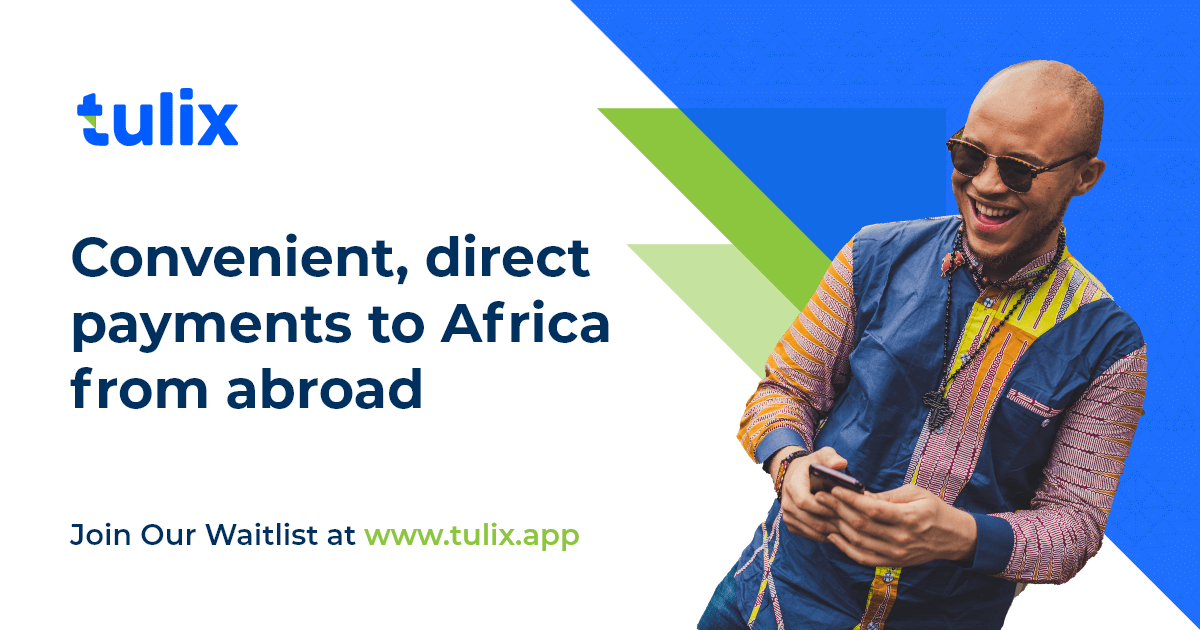 tulix
Convenient, direct
payments to Africa
from abroad
Join Our Waitlist at www.tulix.app